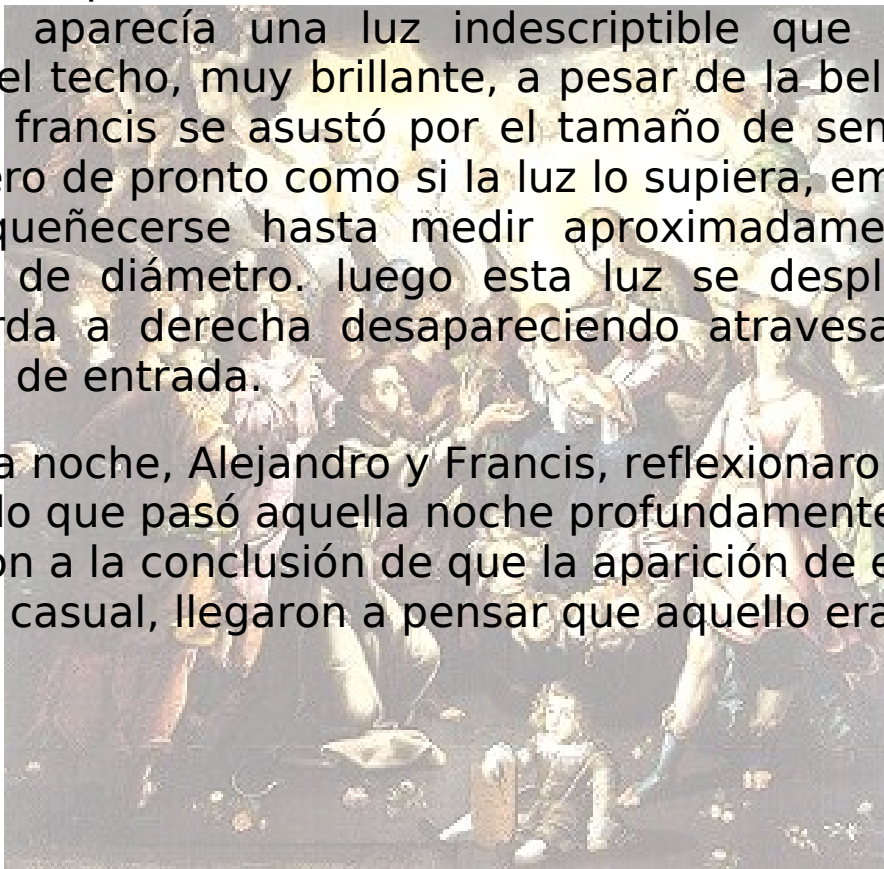 aparecía una luz indescriptible que
el techo, muy brillante, a pesar de la bel
francis se asustó por el tamaño de sem
ero de pronto como si la luz lo supiera, em
queñecerse hasta medir aproximadame
de diámetro. luego esta luz se despl
rda a derecha desapareciendo atravesa
de entrada.
a noche, Alejandro y Francis, reflexionaro
lo que pasó aquella noche profundamente
on a la conclusión de que la aparición de e
casual, llegaron a pensar que aquello era